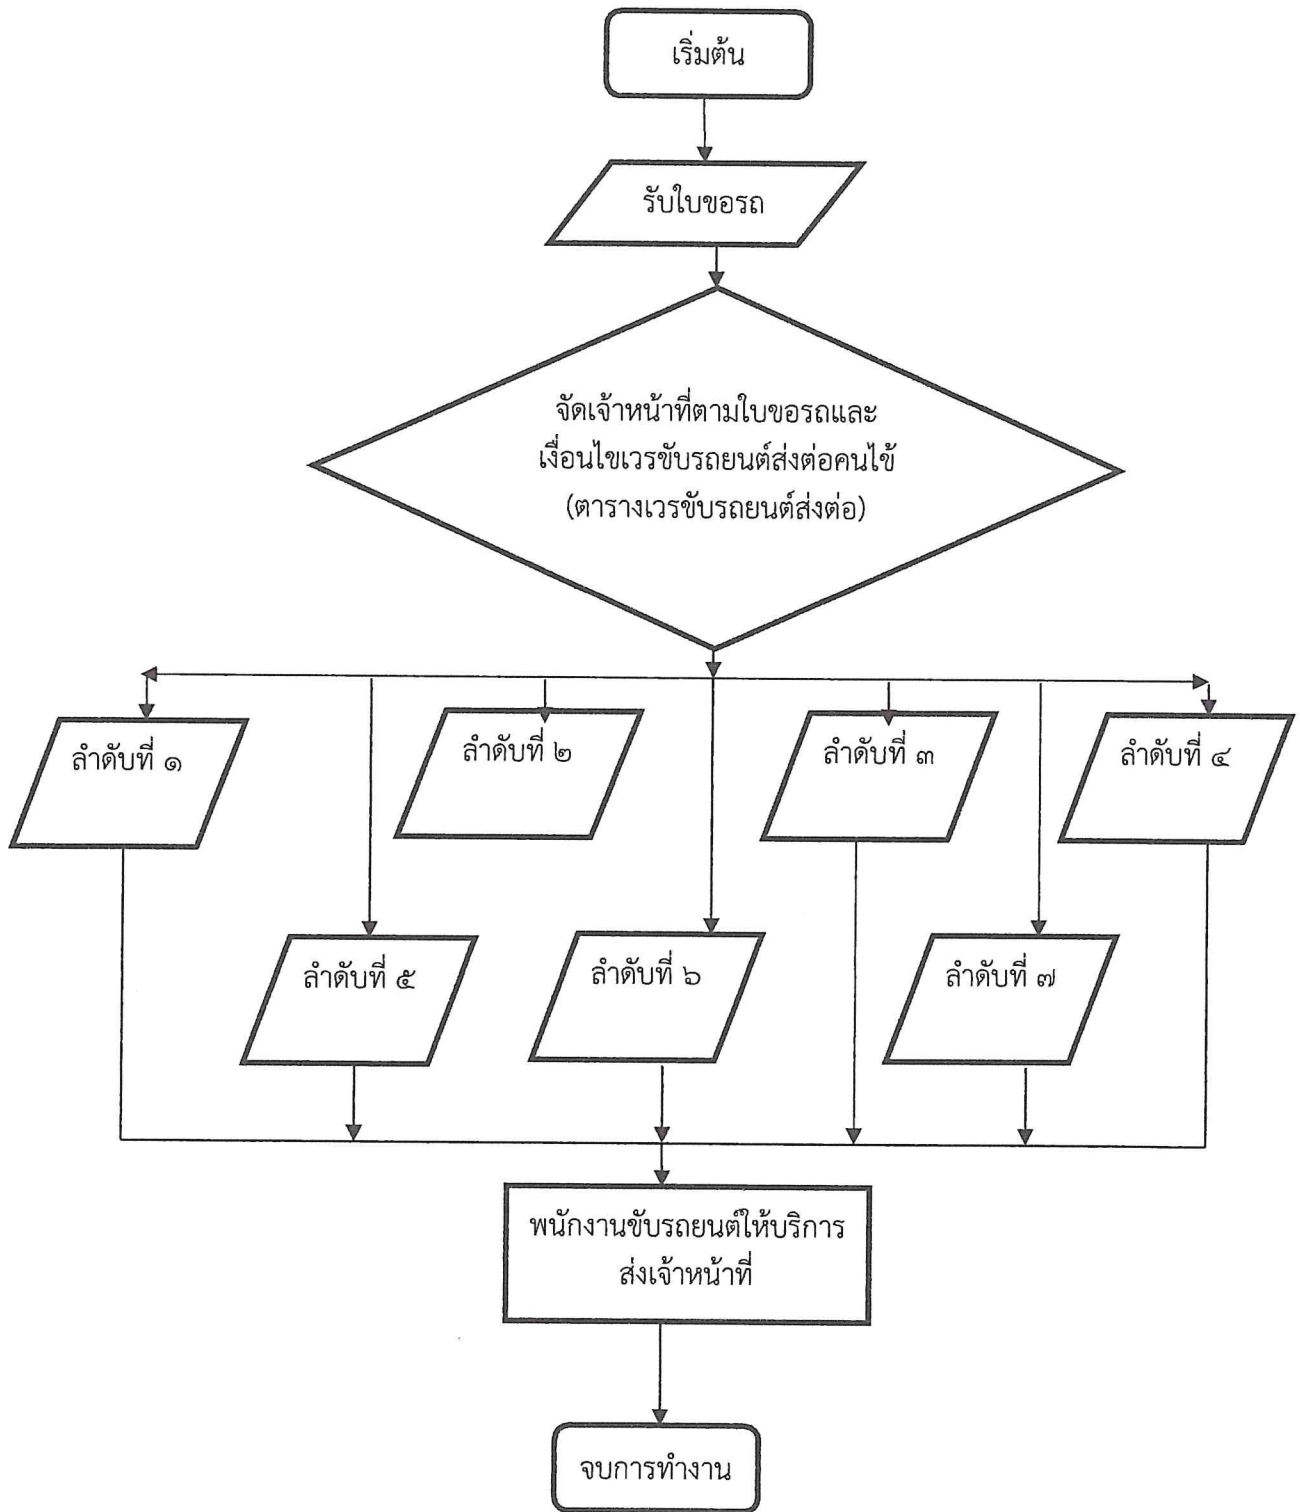 เริ่มต้น
รับใบขอรถ
จัดเจ้าหน้าที่ตามใบขอรถและ
เงื่อนไขเวรขับรถยนต์ส่งต่อคนไข้
(ตารางเวรขับรถยนต์ส่งต่อ)
ลำดับที่ ๑
ลำดับที่ ๒
ลำดับที่ ๓
ลำดับที่ ๔
ลำดับที่ ๕
ลำดับที่ ๖
ลำดับที่ ๗
พนักงานขับรถยนต์ให้บริการ
ส่งเจ้าหน้าที่
จบการทำงาน